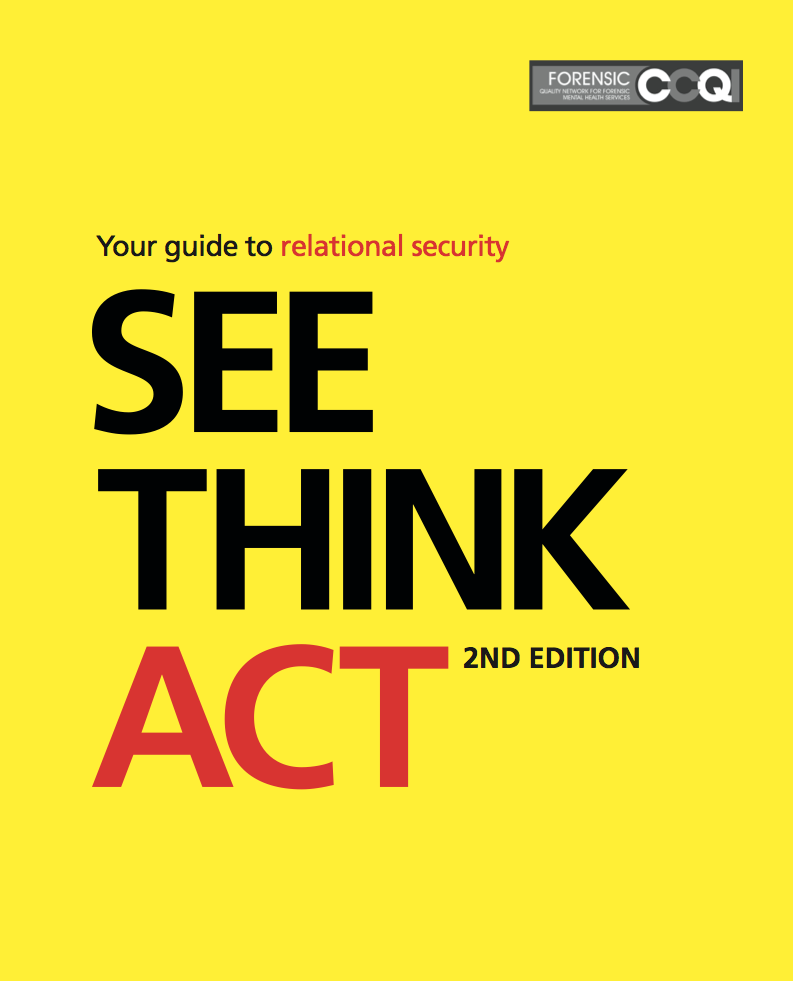 FORENSIC
QUALITY NETWORK FOR FORENSIC
MENTAL HEALTH SERVICES
CCQI
Your guide to relational security
SEE
THINK
ACT
2ND EDITION